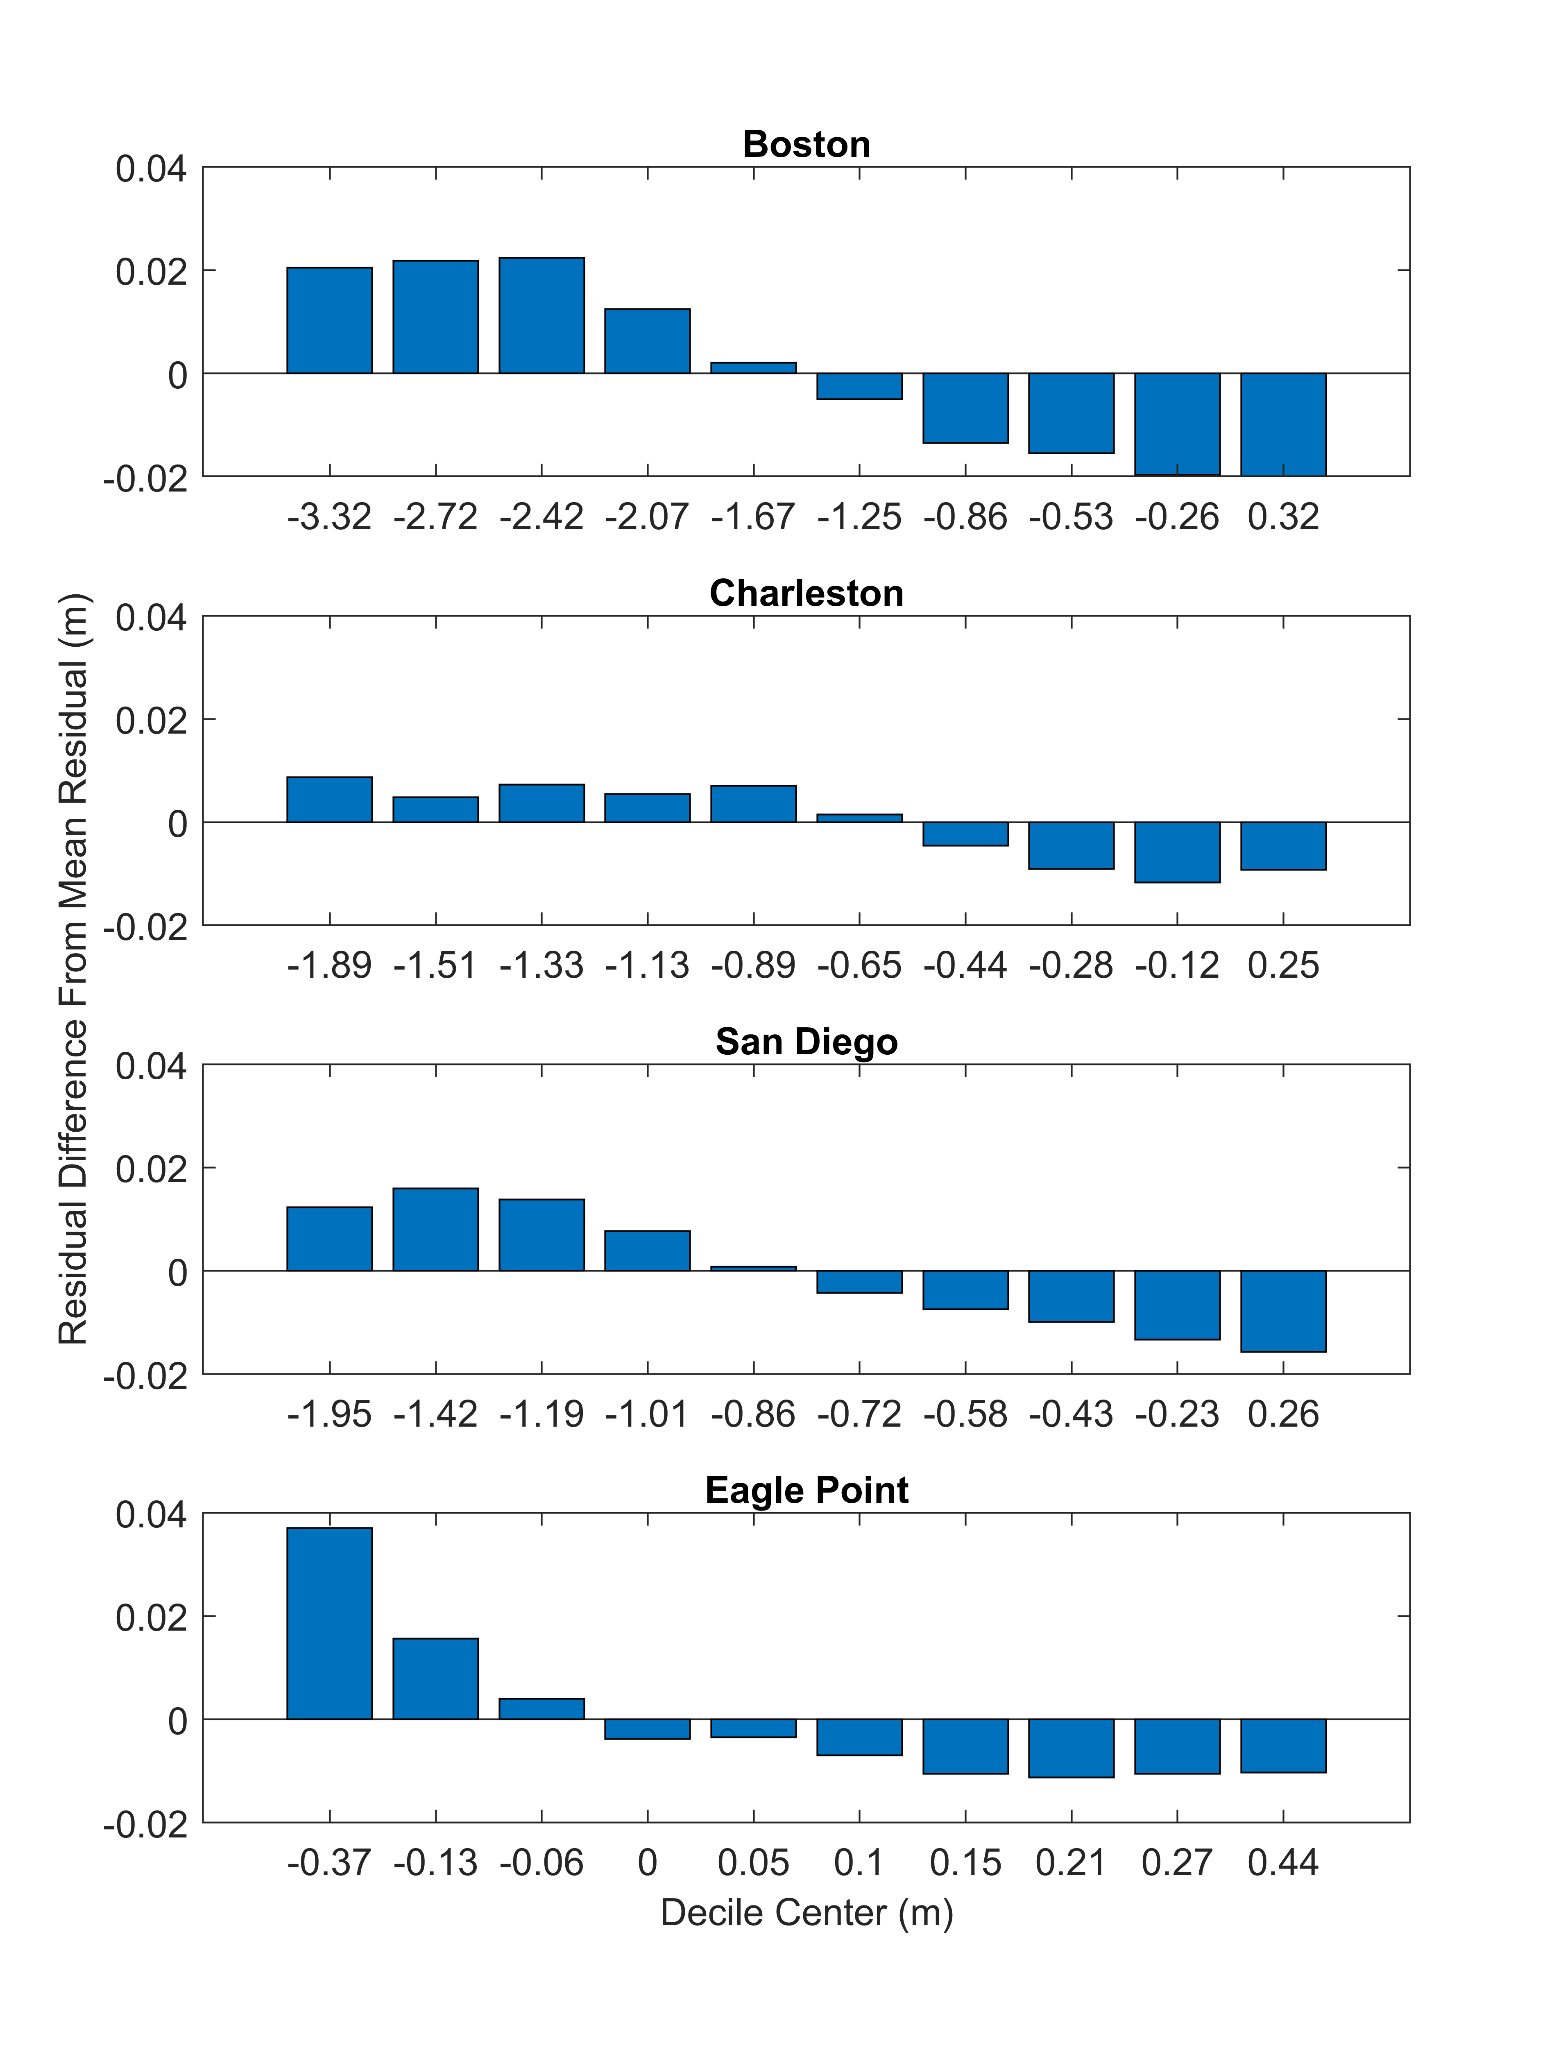 Boston
0.04
0.02
0
-0.02
-3.32 -2.72 -2.42 -2.07 -1.67 -1.25 -0.86 -0.53 -0.26 0.32
Charleston
0.04
0.02
0
-0.02
-1.89 -1.51 -1.33 -1.13 -0.89 -0.65 -0.44 -0.28 -0.12 0.25
Residual Difference From Mean Residual (m)
San Diego
0.04
0.02
0
-0.02
-1.95 -1.42 -1.19 -1.01 -0.86 -0.72 -0.58 -0.43 -0.23 0.26
Eagle Point
0.04
0.02
0
-0.02
-0.37 -0.13 -0.06 0 0.05 0.1 0.15 0.21 0.27 0.44
Decile Center (m)